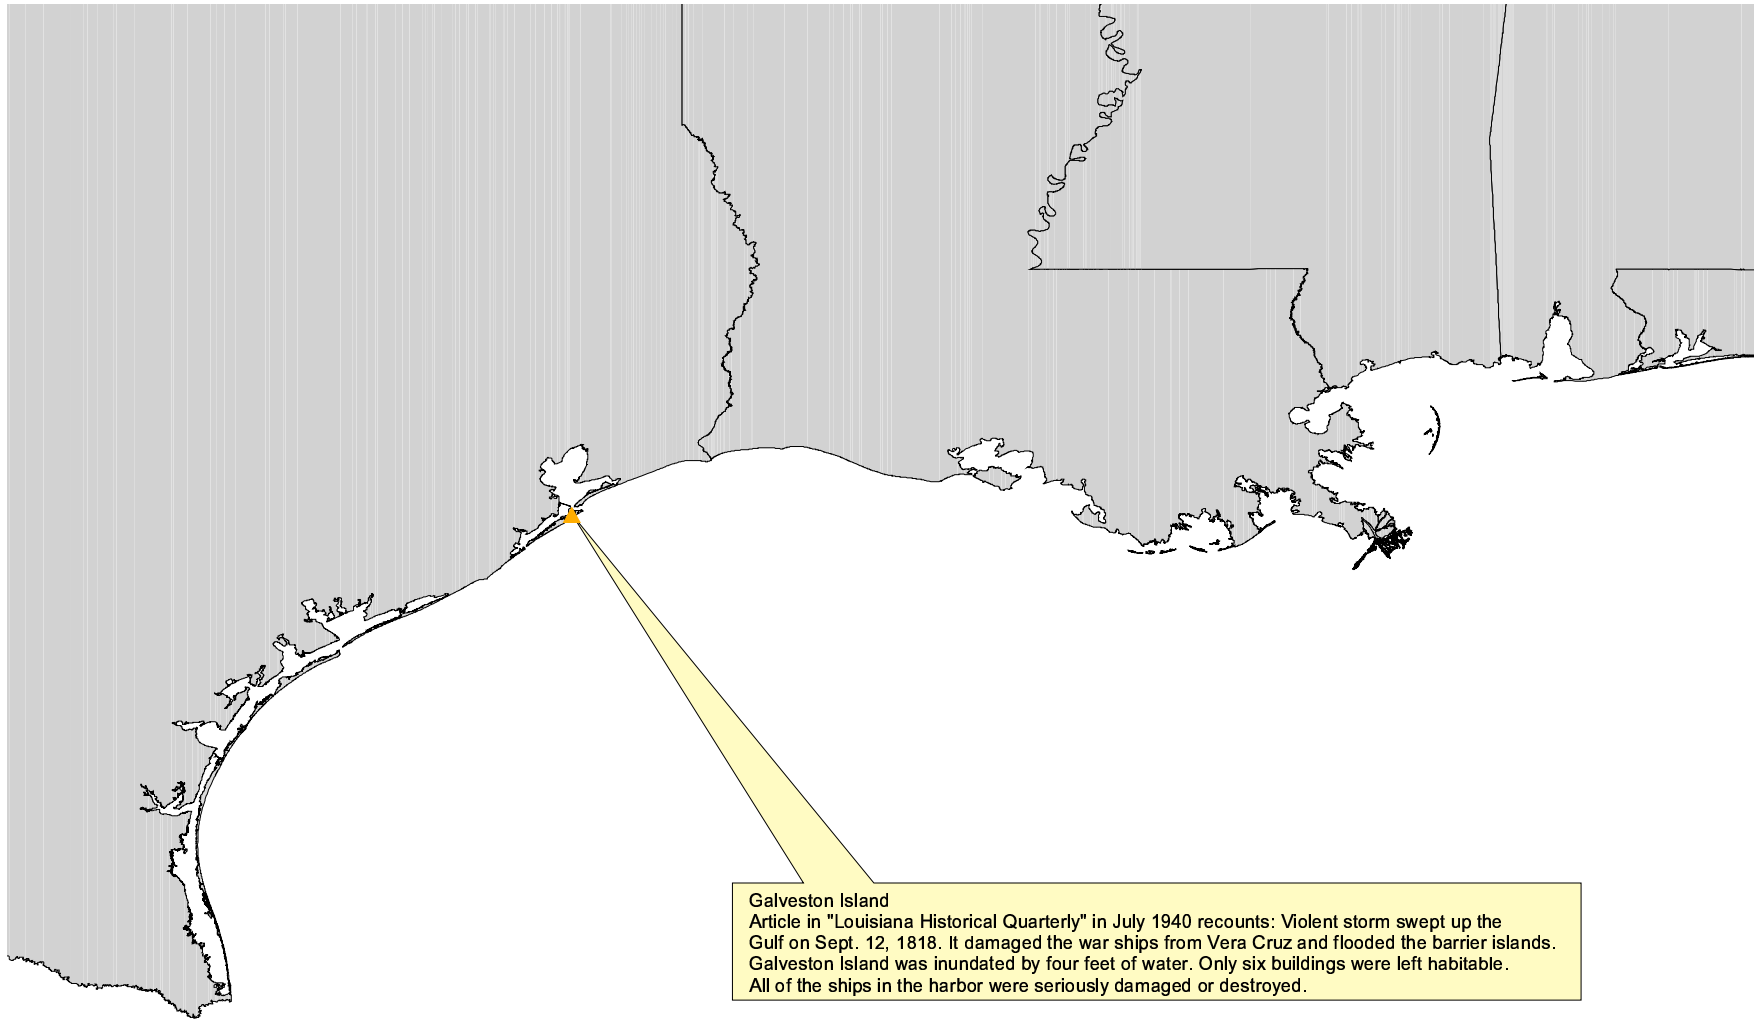 Galveston Island
Article in "Louisiana Historical Quarterly" in July 1940 recounts: Violent storm swept up the
Gulf on Sept. 12, 1818. It damaged the war ships from Vera Cruz and flooded the barrier islands.
Galveston Island was inundated by four feet of water. Only six buildings were left habitable.
All of the ships in the harbor were seriously damaged or destroyed.